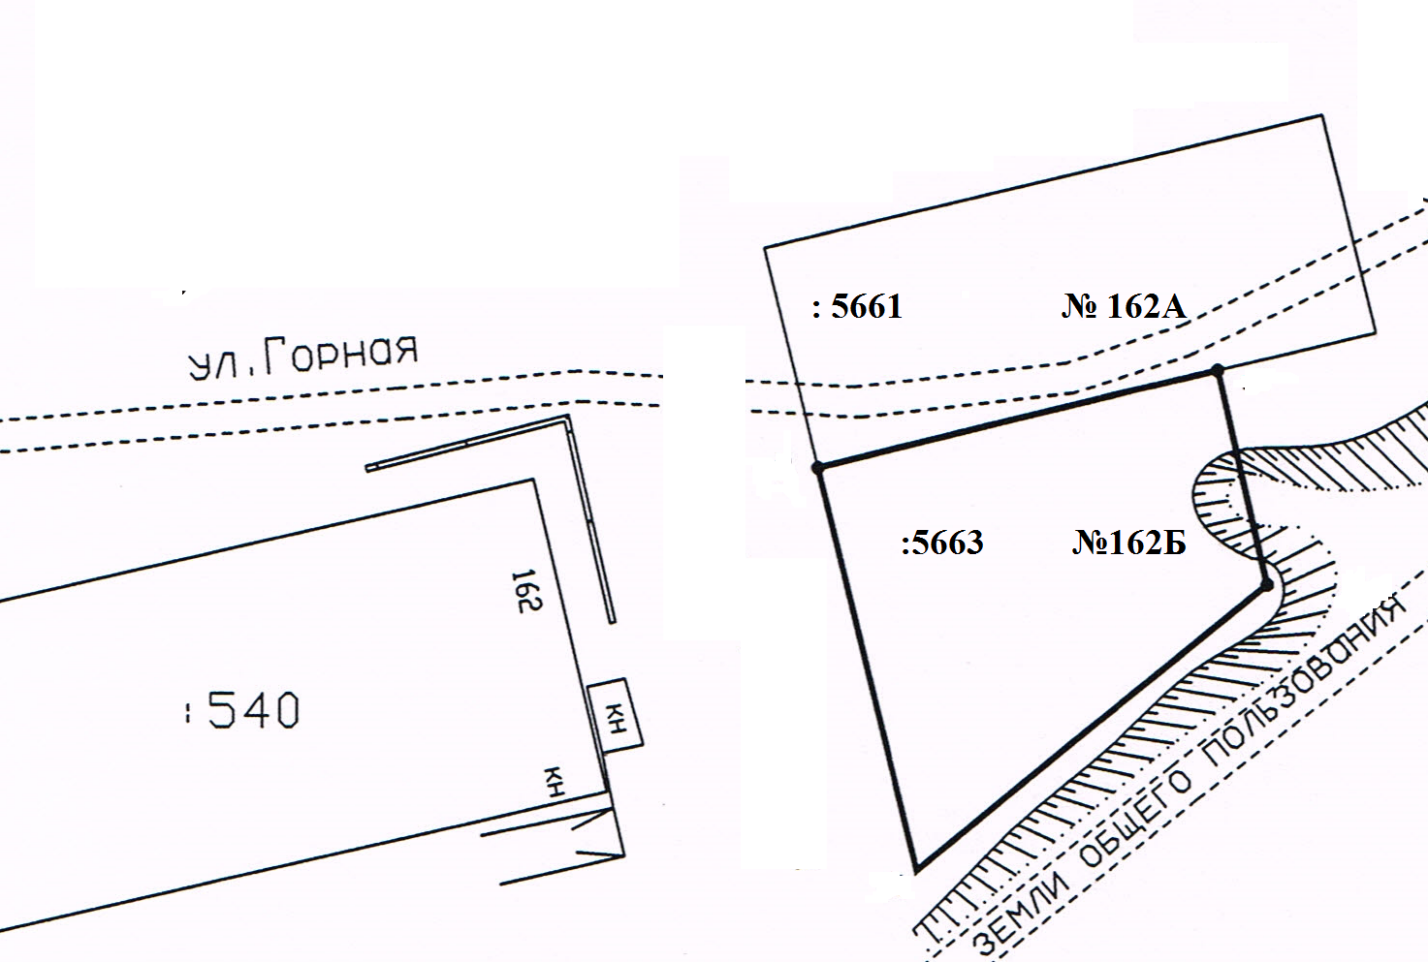 : 5661 № 162А
ул. Горная
:5663 №162Б
162
:540
КН
КН
ЗЕМЛИ ОБЩЕГО ПОЛЬЗОВАНИЯ